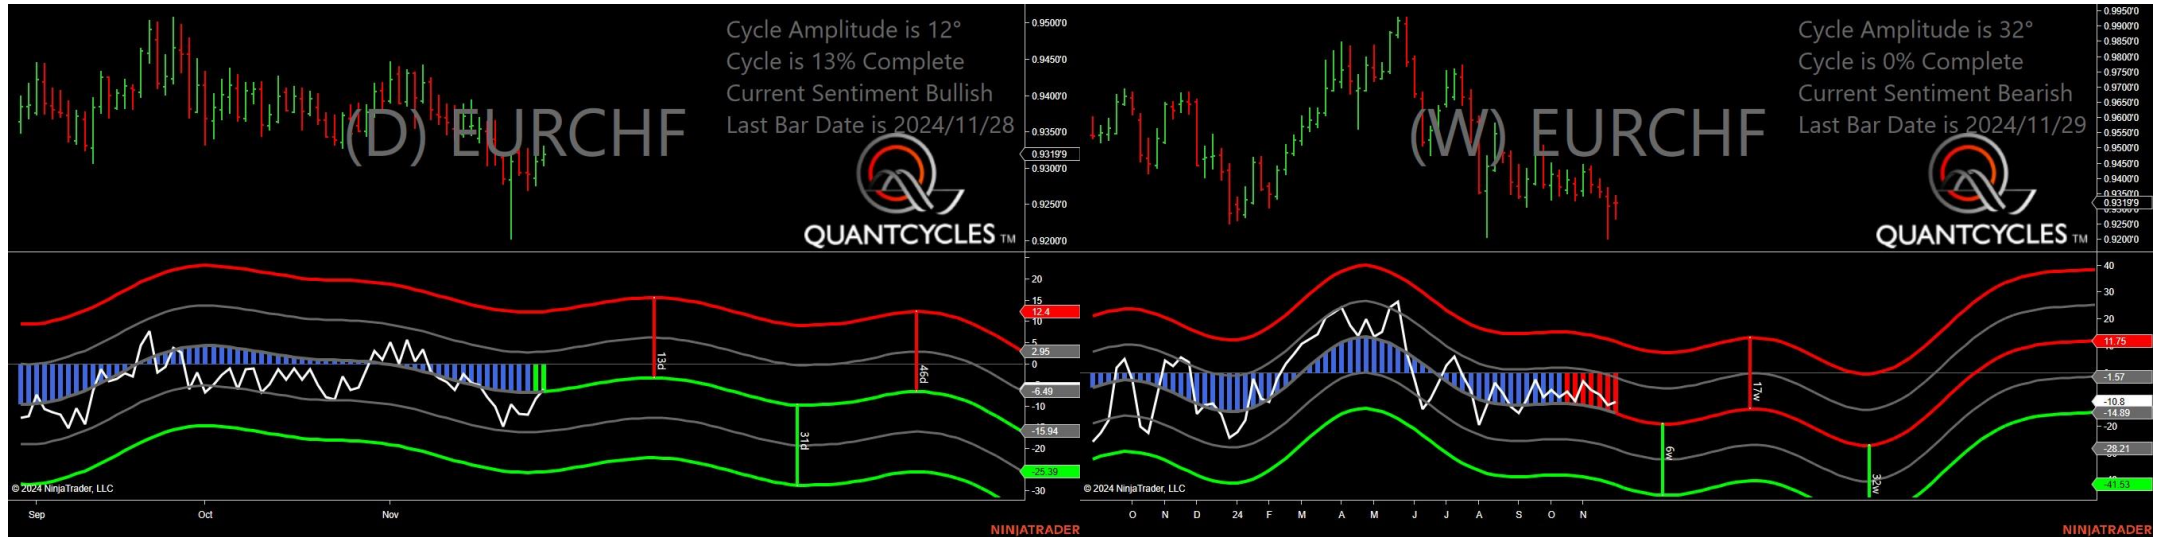 Cycle Amplitude is 12°
Cycle is 13% Complete
Current Sentiment Bullish
Last Bar Date is 2024/11/28
(D) EURCHF
QUANTCYCLES TM
0.9500'0
0.9450'0
0.9400'0
0.9350'0
0.9319'9
0.9300'0
0.9250'0
0.9200'0
20
15
12.4
10
5
2.95
0
-6.49
-10
-15.94
-20
-25.39
-30
13d
31d
46d
© 2024 NinjaTrader, LLC
Sep Oct Nov
NINJATRADER
Cycle Amplitude is 32°
Cycle is 0% Complete
Current Sentiment Bearish
Last Bar Date is 2024/11/29
(W) EURCHF
QUANTCYCLES TM
0.9950'0
0.9900'0
0.9850'0
0.9800'0
0.9750'0
0.9700'0
0.9650'0
0.9600'0
0.9550'0
0.9500'0
0.9450'0
0.9400'0
0.9350'0
0.9319'9
0.9250'0
0.9200'0
40
30
20
11.75
-1.57
-10.8
-14.89
-20
-28.21
-41.53
6w
17w
32w
© 2024 NinjaTrader, LLC
O N D 24 F M A M J J A S O N
NINJATRADER